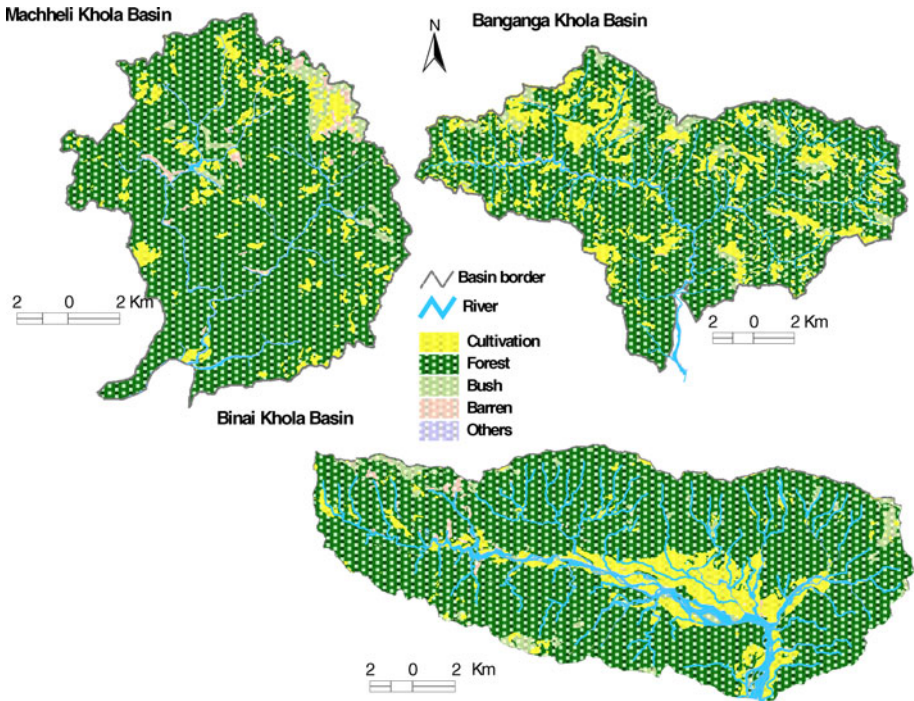 Machheli Khola Basin
N
Banganga Khola Basin
Basin border
River
2 0 2 Km
2 0 2 Km
Cultivation
Forest
Bush
Barren
Others
Binai Khola Basin
2 0 2 Km